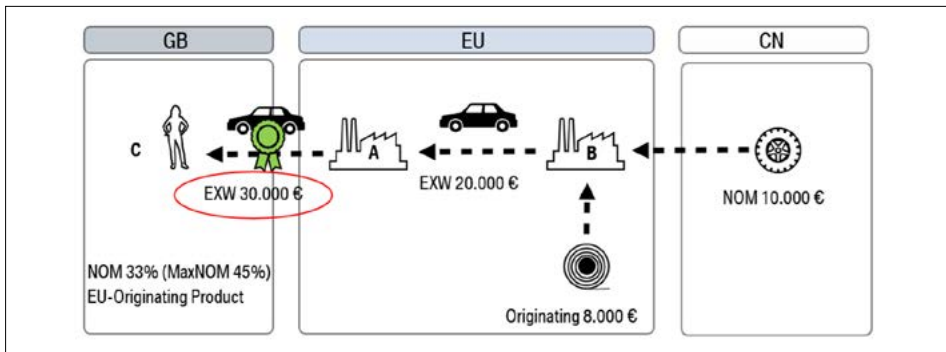 GB
EU
CN
C
A
B
EXW 30.000 €
EXW 20.000 €
NOM 10.000 €
NOM 33% (MaxNOM 45%)
EU-Originating Product
Originating 8.000 €